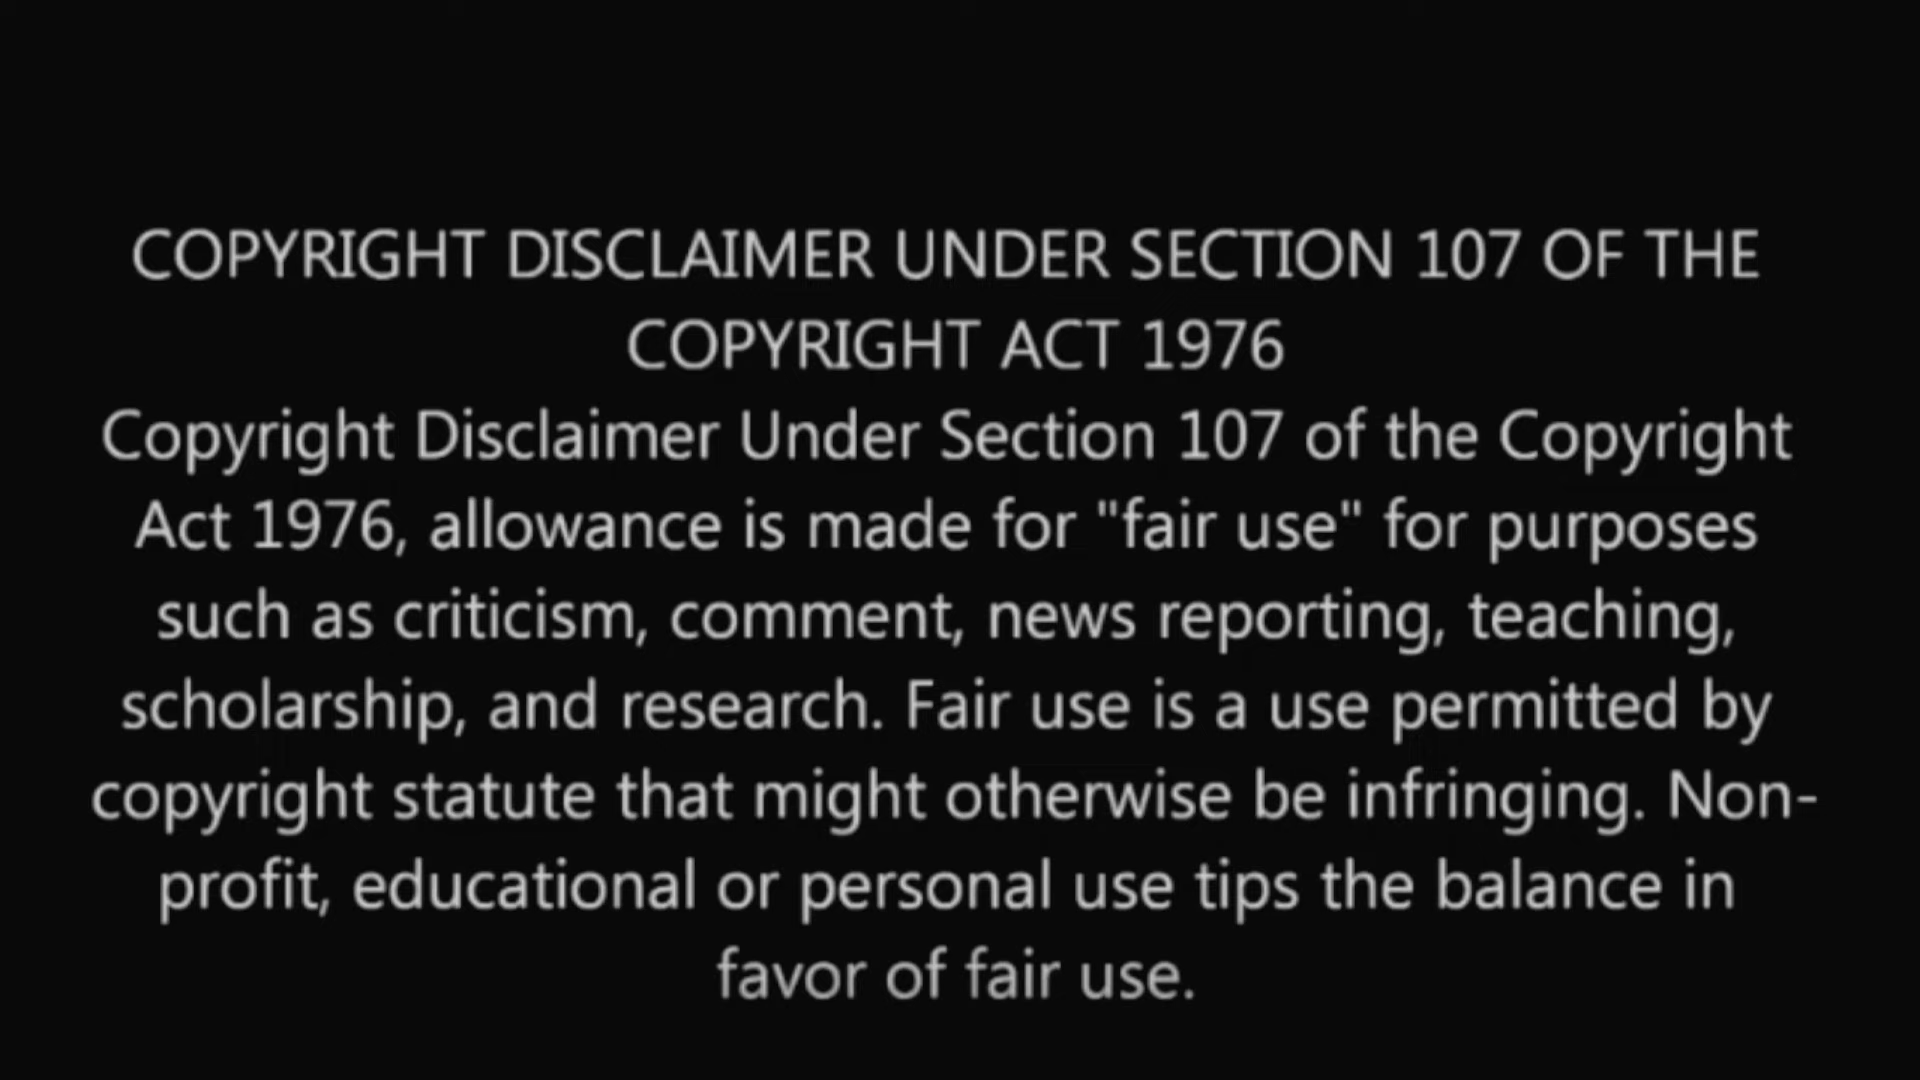 COPYRIGHT DISCLAIMER UNDER SECTION 107 OF THE
COPYRIGHT ACT 1976
Copyright Disclaimer Under Section 107 of the Copyright
Act 1976, allowance is made for "fair use" for purposes
such as criticism, comment, news reporting, teaching,
scholarship, and research. Fair use is a use permitted by
copyright statute that might otherwise be infringing. Non-
profit, educational or personal use tips the balance in
favor of fair use.